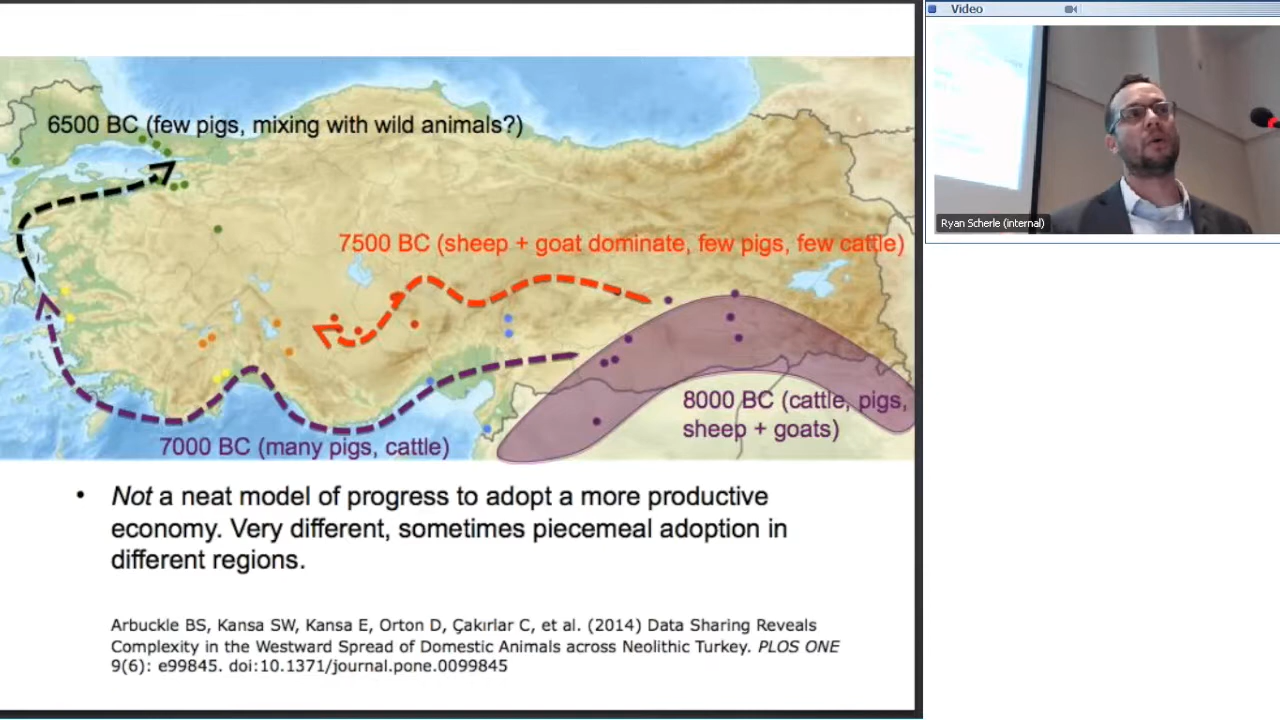 Video
Ryan Scherle (internal)
6500 BC (few pigs, mixing with wild animals?)
7500 BC (sheep + goat dominate, few pigs, few cattle)
8000 BC (cattle, pigs,
sheep + goats)
7000 BC (many pigs, cattle)
• Not a neat model of progress to adopt a more productive
economy. Very different, sometimes piecemeal adoption in
different regions.
Arbuckle BS, Kansa SW, Kansa E, Orton D, Çakırlar C, et al. (2014) Data Sharing Reveals
Complexity in the Westward Spread of Domestic Animals across Neolithic Turkey. PLOS ONE
9(6): e99845. doi:10.1371/journal.pone.0099845